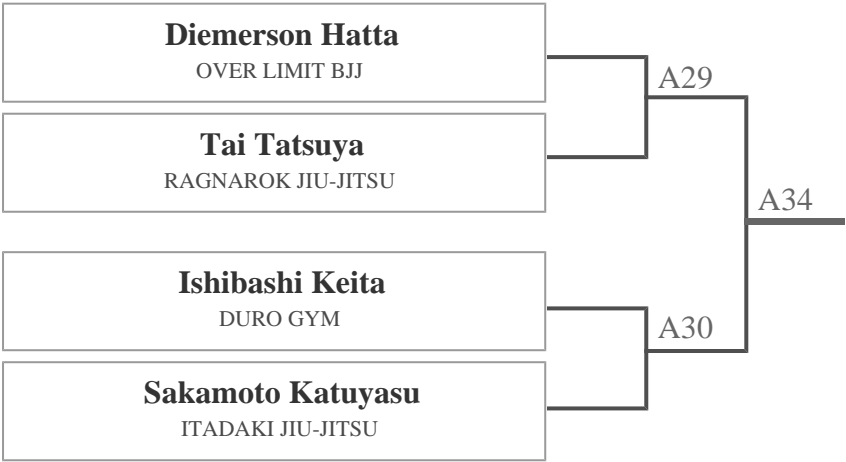 Diemerson Hatta
OVER LIMIT BJJ
A29
Tai Tatsuya
RAGNAROK JIU-JITSU
A34
Ishibashi Keita
DURO GYM
A30
Sakamoto Katuyasu
ITADAKI JIU-JITSU